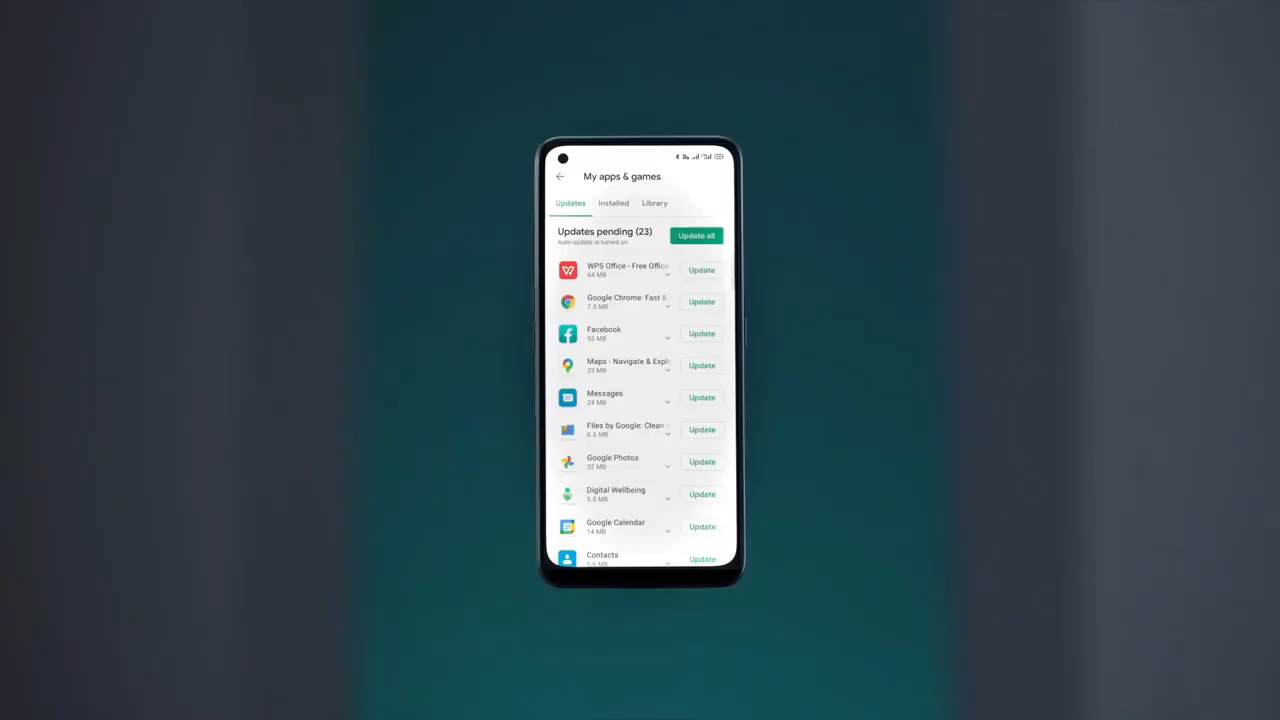 My apps & games
Updates Installed Library
Updates pending (23)
Auto-update is turned on
Update all
WPS Office - Free Office
64 MB
Update
Google Chrome: Fast &
7.5 MB
Update
Facebook
55 MB
Update
Maps - Navigate & Explo
33 MB
Update
Messages
24 MB
Update
Files by Google: Clean
6.3 MB
Update
Google Photos
32 MB
Update
Digital Wellbeing
5.5 MB
Update
Google Calendar
14 MB
Update
Contacts
5.6 MB
Update